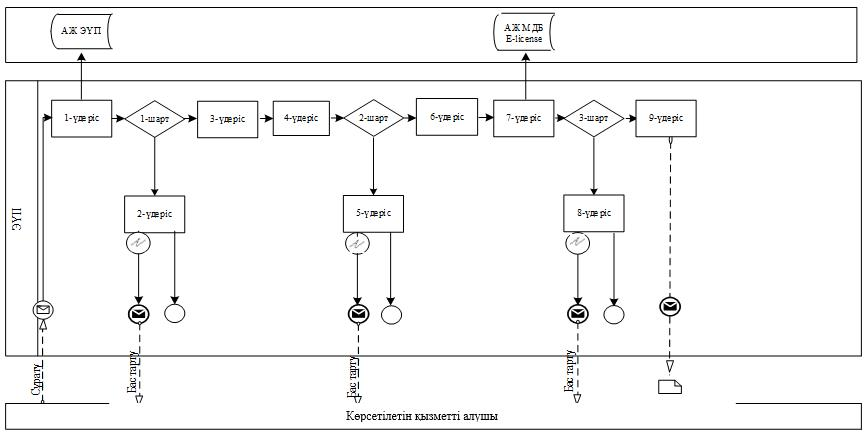 АЖ ЭҮП
АЖ МДБ
E-license
1-үдеріс
1-шарт
3-үдеріс
4-үдеріс
2-шарт
6-үдеріс
7-үдеріс
3-шарт
9-үдеріс
2-үдеріс
5-үдеріс
8-үдеріс
ЭҮП
Сұрату
Бас тарту
Бас тарту
Бас тарту
Көрсетілетін қызметті алушы